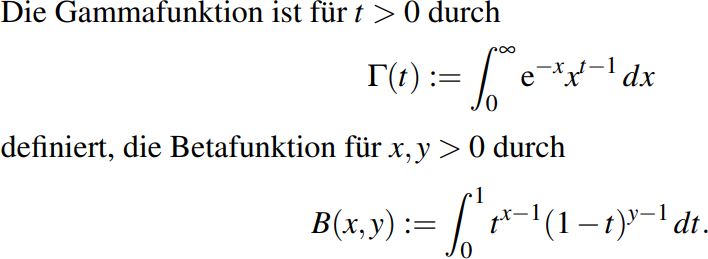 Die Gammafunktion ist für t > 0 durch
Γ(t) := ∫₀^∞ e^{−x} x^{t−1} dx
definiert, die Betafunktion für x, y > 0 durch
B(x, y) := ∫₀^1 t^{x−1}(1 − t)^{y−1} dt.